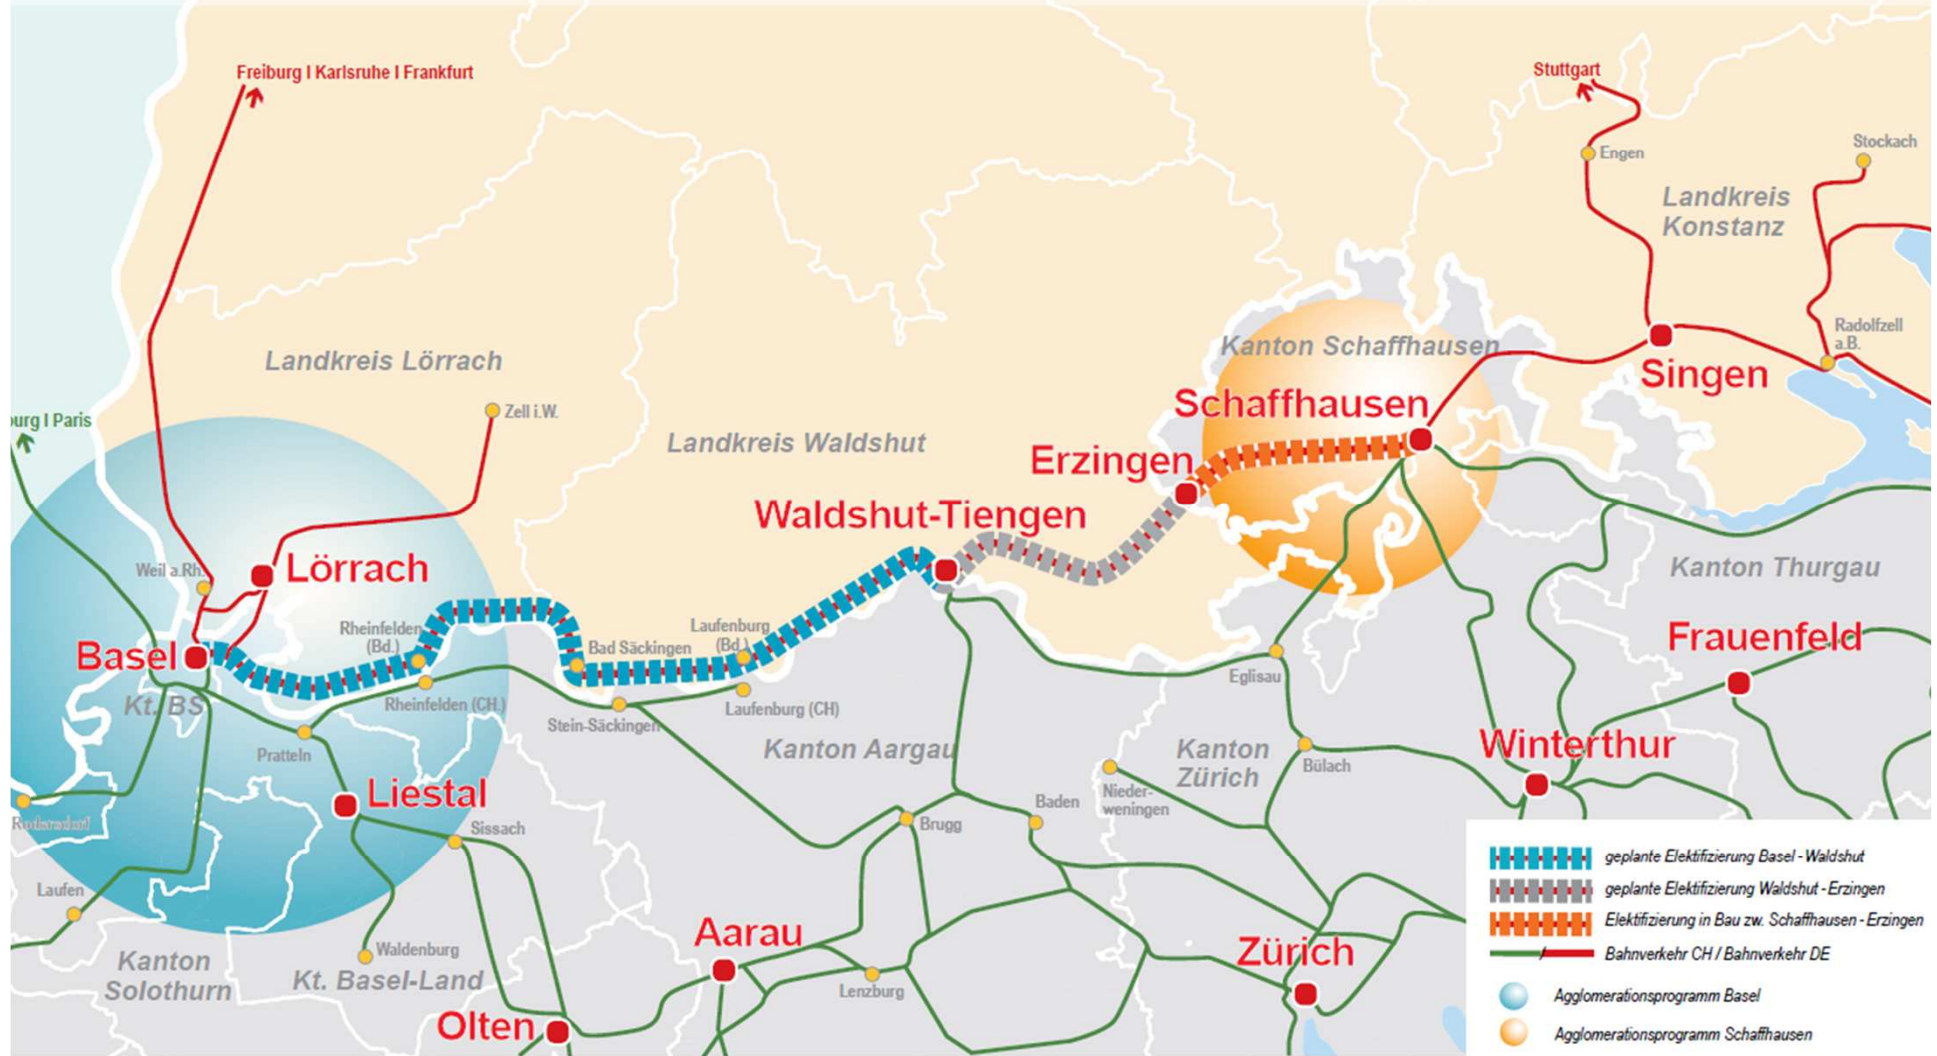 Freiburg I Karlsruhe I Frankfurt
Stuttgart
Engen
Stockach
Landkreis
Konstanz
Radolfzell
a.B.
Landkreis Lörrach
Kanton Schaffhausen
Singen
Schaffhausen
urg I Paris
Zell i.W.
Landkreis Waldshut
Erzingen
Waldshut-Tiengen
Weil a.Rh.
Lörrach
Kanton Thurgau
Rheinfelden
(Bd.)
Laufenburg
(Bd.)
Bad Säckingen
Basel
Frauenfeld
Eglisau
Kt. BS
Rheinfelden (CH)
Laufenburg (CH)
Stein-Säckingen
Pratteln
Kanton Aargau
Kanton
Zürich
Bülach
Winterthur
Liestal
Nieder-
weningen
Baden
Brugg
Rodersdorf
Sissach
Laufen
Waldenburg
Kanton
Solothurn
Kt. Basel-Land
Aarau
Lenzburg
Zürich
Olten
geplante Elektifizierung Basel - Waldshut
geplante Elektifizierung Waldshut - Erzingen
Elektifizierung in Bau zw. Schaffhausen - Erzingen
Bahnverkehr CH / Bahnverkehr DE
Agglomerationsprogramm Basel
Agglomerationsprogramm Schaffhausen